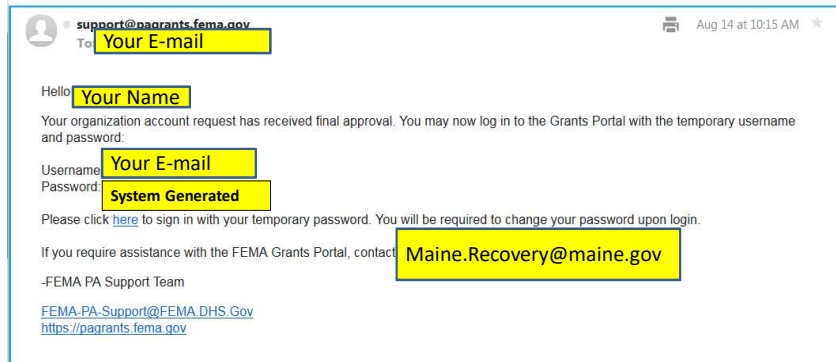 support@pagrants.fema.gov
Aug 14 at 10:15 AM
To: Your E-mail
Hello Your Name
Your organization account request has received final approval. You may now log in to the Grants Portal with the temporary username
and password:
Username Your E-mail
Password: System Generated
Please click here to sign in with your temporary password. You will be required to change your password upon login.
If you require assistance with the FEMA Grants Portal, contact Maine.Recovery@maine.gov
-FEMA PA Support Team
FEMA-PA-Support@FEMA.DHS.Gov
https://pagrants.fema.gov